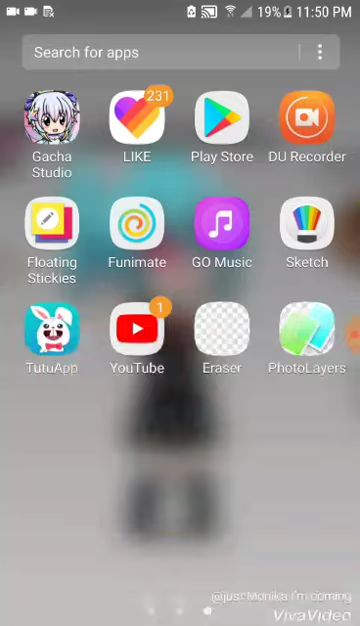 19% 11:50 PM
Search for apps
231
Gacha Studio
LIKE
Play Store
DU Recorder
Floating Stickies
Funimate
GO Music
Sketch
1
TutuApp
YouTube
Eraser
PhotoLayers
@just Monika I'm coming
VivaVideo